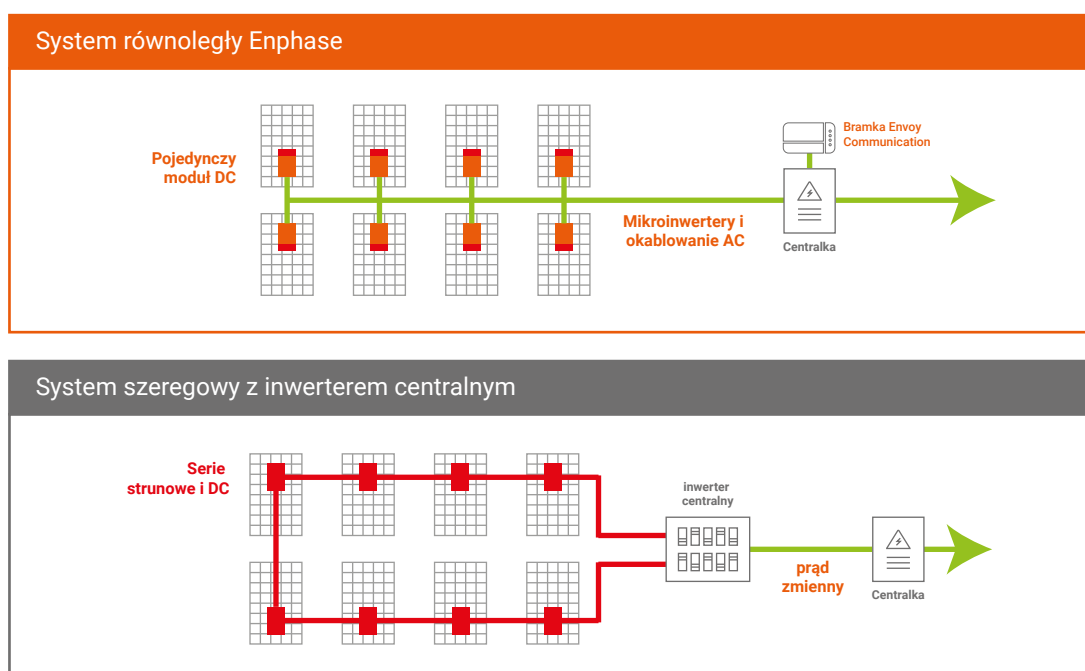 System równoległy Enphase
Pojedynczy
moduł DC
Bramka Envoy
Communication
Mikroinwertery i
okablowanie AC
Centralka
System szeregowy z inwerterem centralnym
Serie
strunowe i DC
inwerter
centralny
prąd
zmienny
Centralka